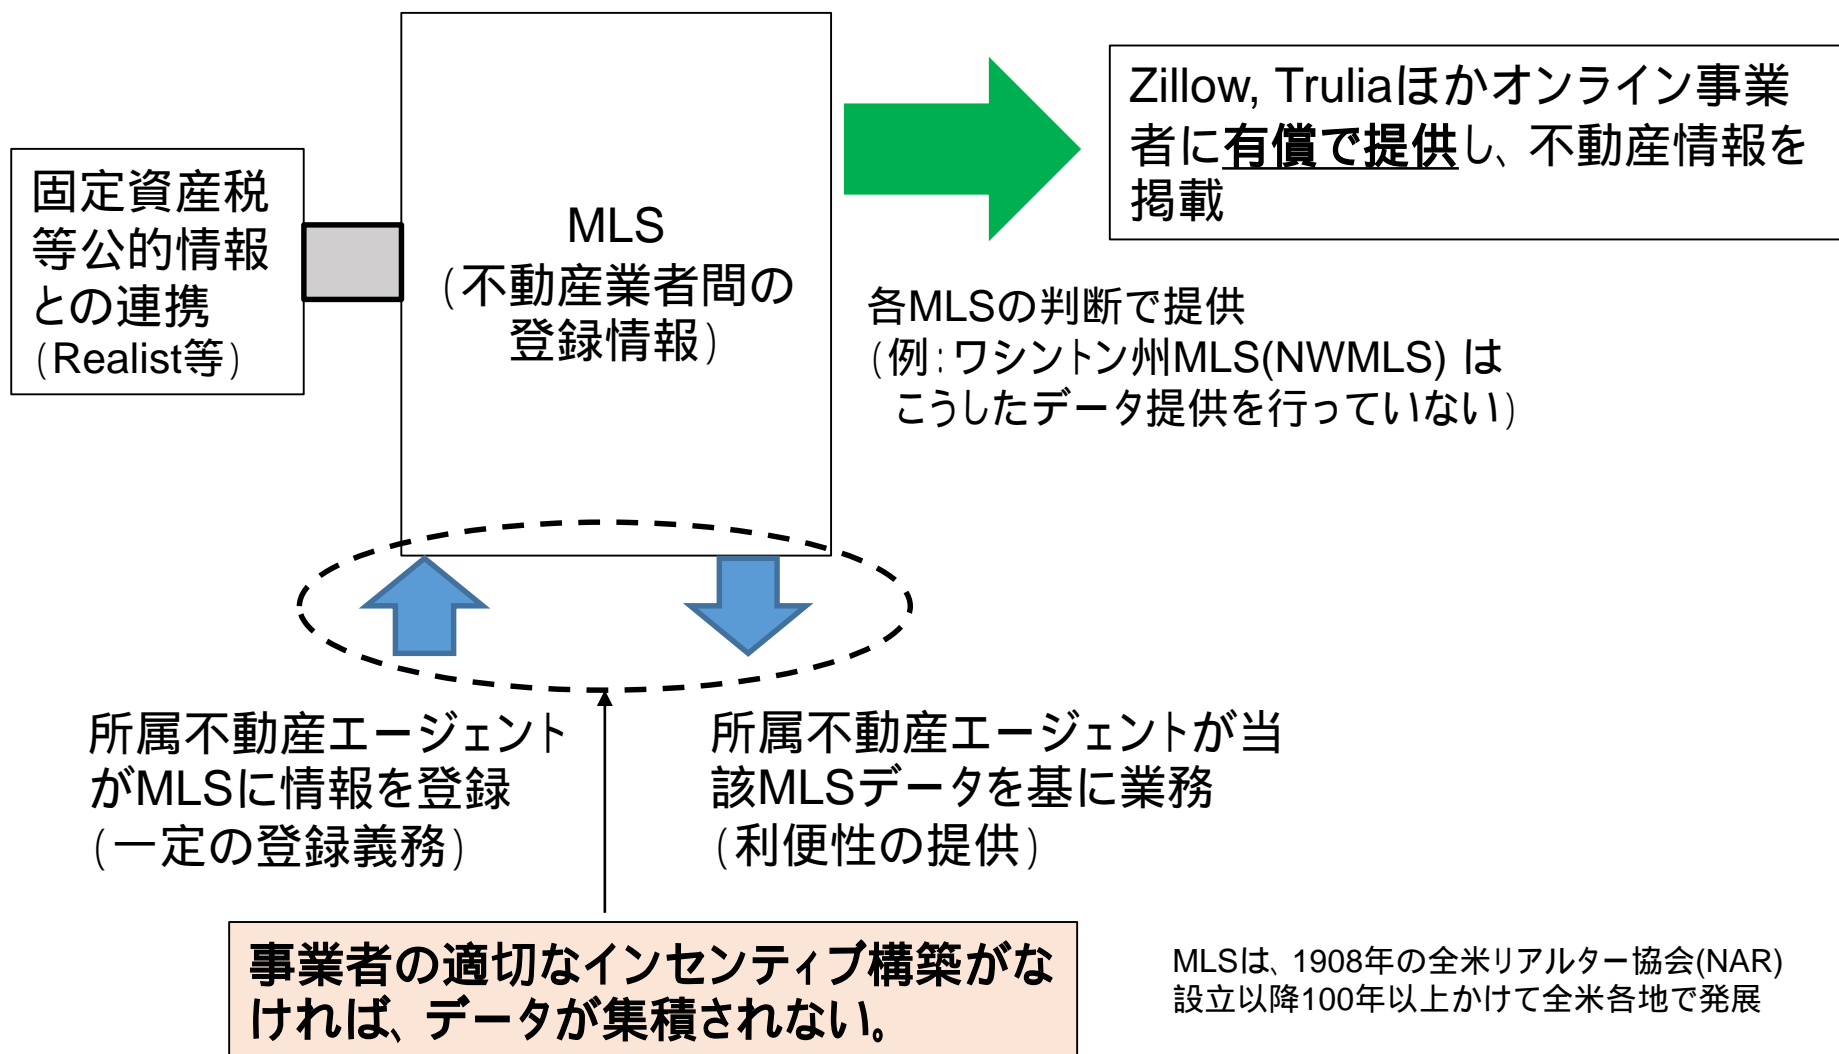 Zillow, Truliaほかオンライン事業
者に有償で提供し、不動産情報を
掲載
固定資産税
等公的情報
との連携
(Realist等)
MLS
(不動産業者間の
登録情報)
各MLSの判断で提供
(例:ワシントン州MLS(NWMLS) は
こうしたデータ提供を行っていない)
所属不動産エージェント
がMLSに情報を登録
(一定の登録義務)
所属不動産エージェントが当
該MLSデータを基に業務
(利便性の提供)
事業者の適切なインセンティブ構築がな
ければ、データが集積されない。
MLSは、1908年の全米リアルター協会(NAR)
設立以降100年以上かけて全米各地で発展